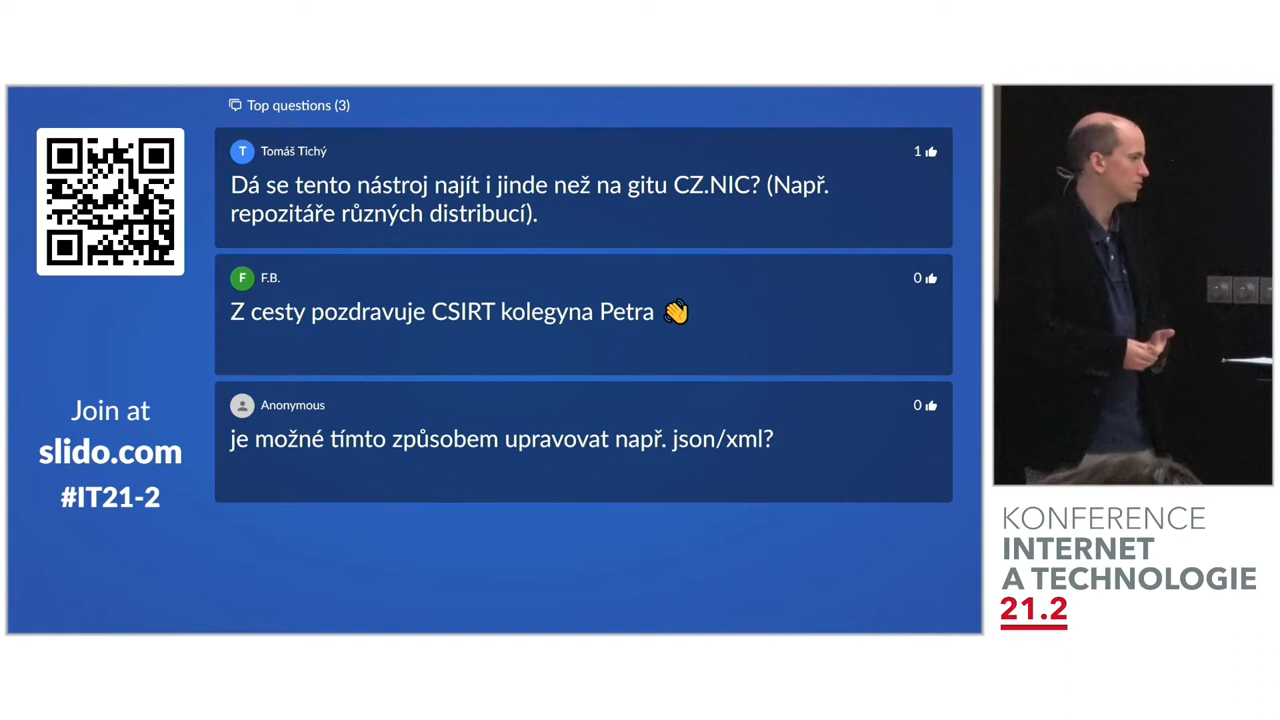 Top questions (3)
T
Tomáš Tichý
1
Dá se tento nástroj najít i jinde než na gitu CZ.NIC? (Např.
repozitáře různých distribucí).
F
F.B.
0
Z cesty pozdravuje CSIRT kolegyna Petra 👋
Anonymous
0
je možné tímto způsobem upravovat např. json/xml?
Join at
slido.com
#IT21-2
KONFERENCE
INTERNET
A TECHNOLOGIE
21.2